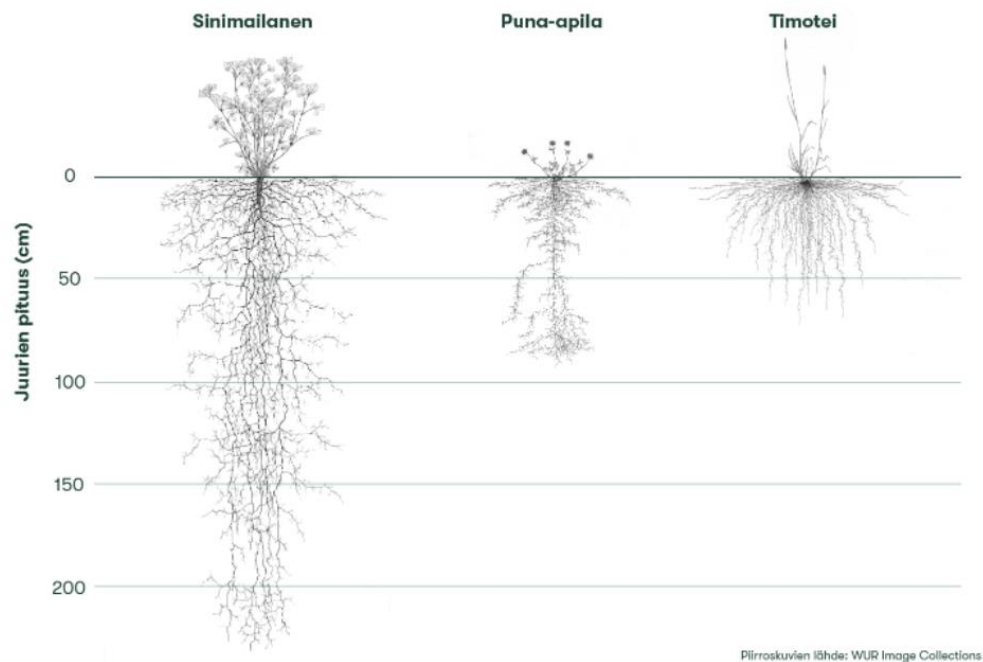 Sinimailanen
Puna-apila
Timotei
Juurien pituus (cm)
0
50
100
150
200
Piirroskuvien lähde: WUR Image Collections